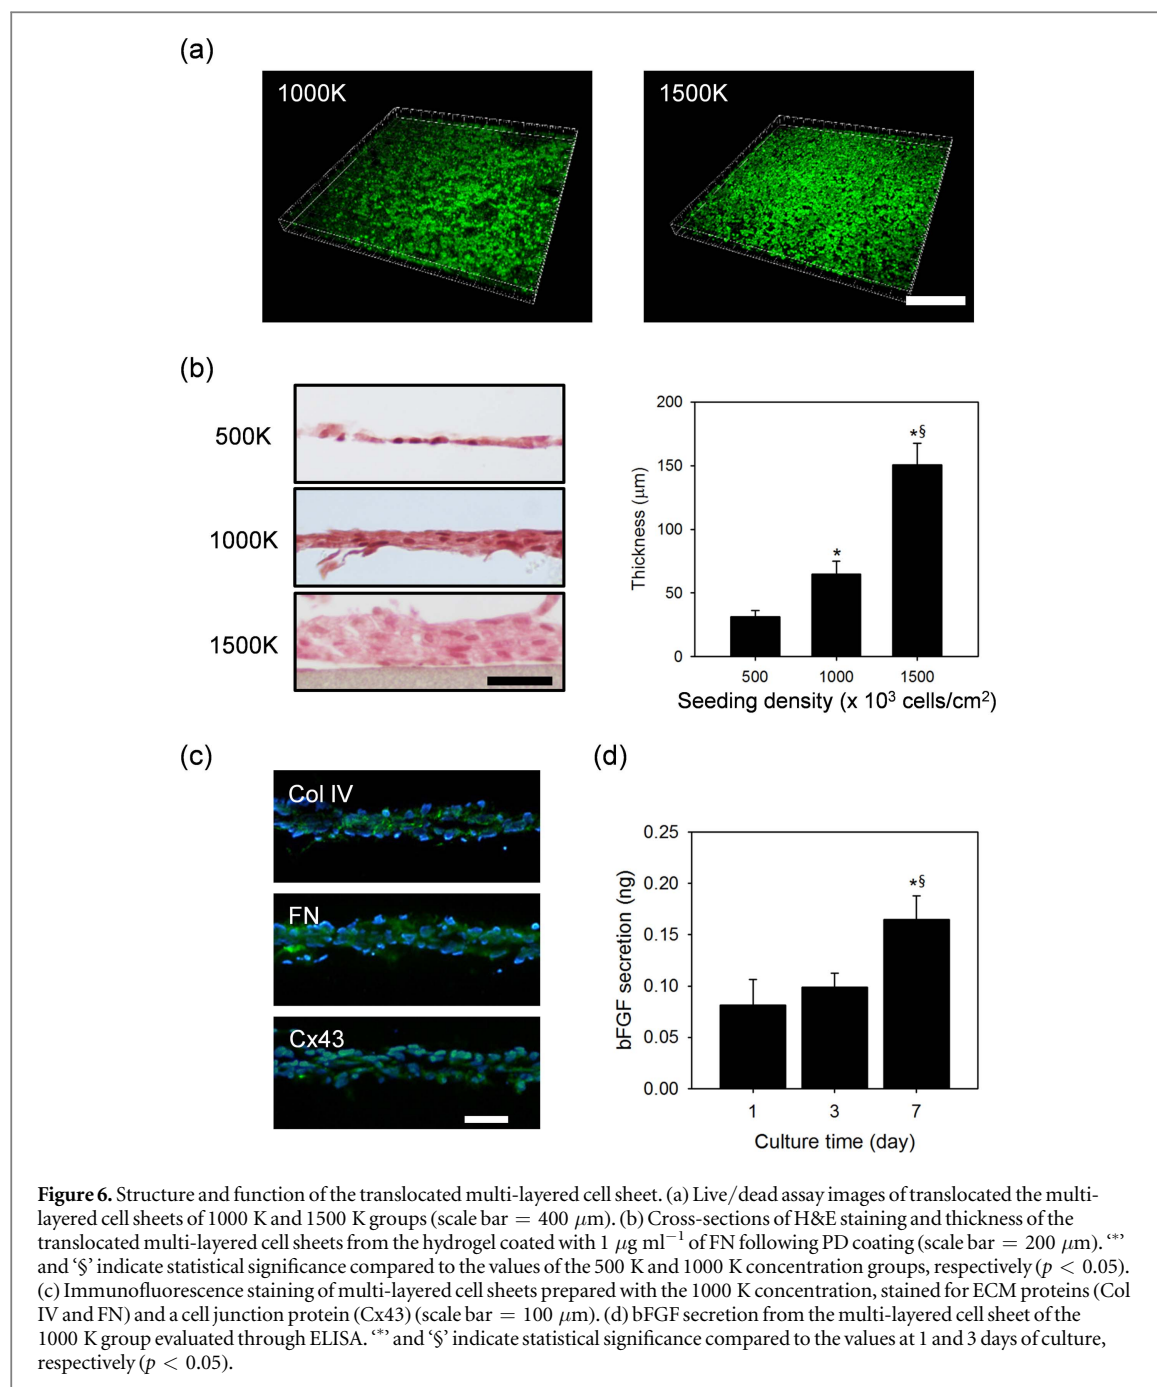 (a)
1000K
1500K
(b)
500K
1000K
1500K
200
150
100
50
0
Thickness (μm)
*
*§
500 1000 1500
Seeding density (x 10³ cells/cm²)
(c)
Col IV
FN
Cx43
(d)
0.25
0.20
0.15
0.10
0.05
0.00
bFGF secretion (ng)
*§
1 3 7
Culture time (day)
Figure 6. Structure and function of the translocated multi-layered cell sheet. (a) Live/dead assay images of translocated the multi-
layered cell sheets of 1000 K and 1500 K groups (scale bar = 400 μm). (b) Cross-sections of H&E staining and thickness of the
translocated multi-layered cell sheets from the hydrogel coated with 1 μg ml⁻¹ of FN following PD coating (scale bar = 200 μm). ‘*’
and ‘§’ indicate statistical significance compared to the values of the 500 K and 1000 K concentration groups, respectively (p < 0.05).
(c) Immunofluorescence staining of multi-layered cell sheets prepared with the 1000 K concentration, stained for ECM proteins (Col
IV and FN) and a cell junction protein (Cx43) (scale bar = 100 μm). (d) bFGF secretion from the multi-layered cell sheet of the
1000 K group evaluated through ELISA. ‘*’ and ‘§’ indicate statistical significance compared to the values at 1 and 3 days of culture,
respectively (p < 0.05).